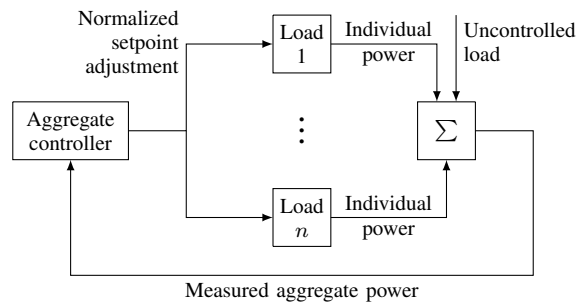 Normalized
setpoint
adjustment
Load
1
Individual
power
Uncontrolled
load
Aggregate
controller
⋮
∑
Load
n
Individual
power
Measured aggregate power